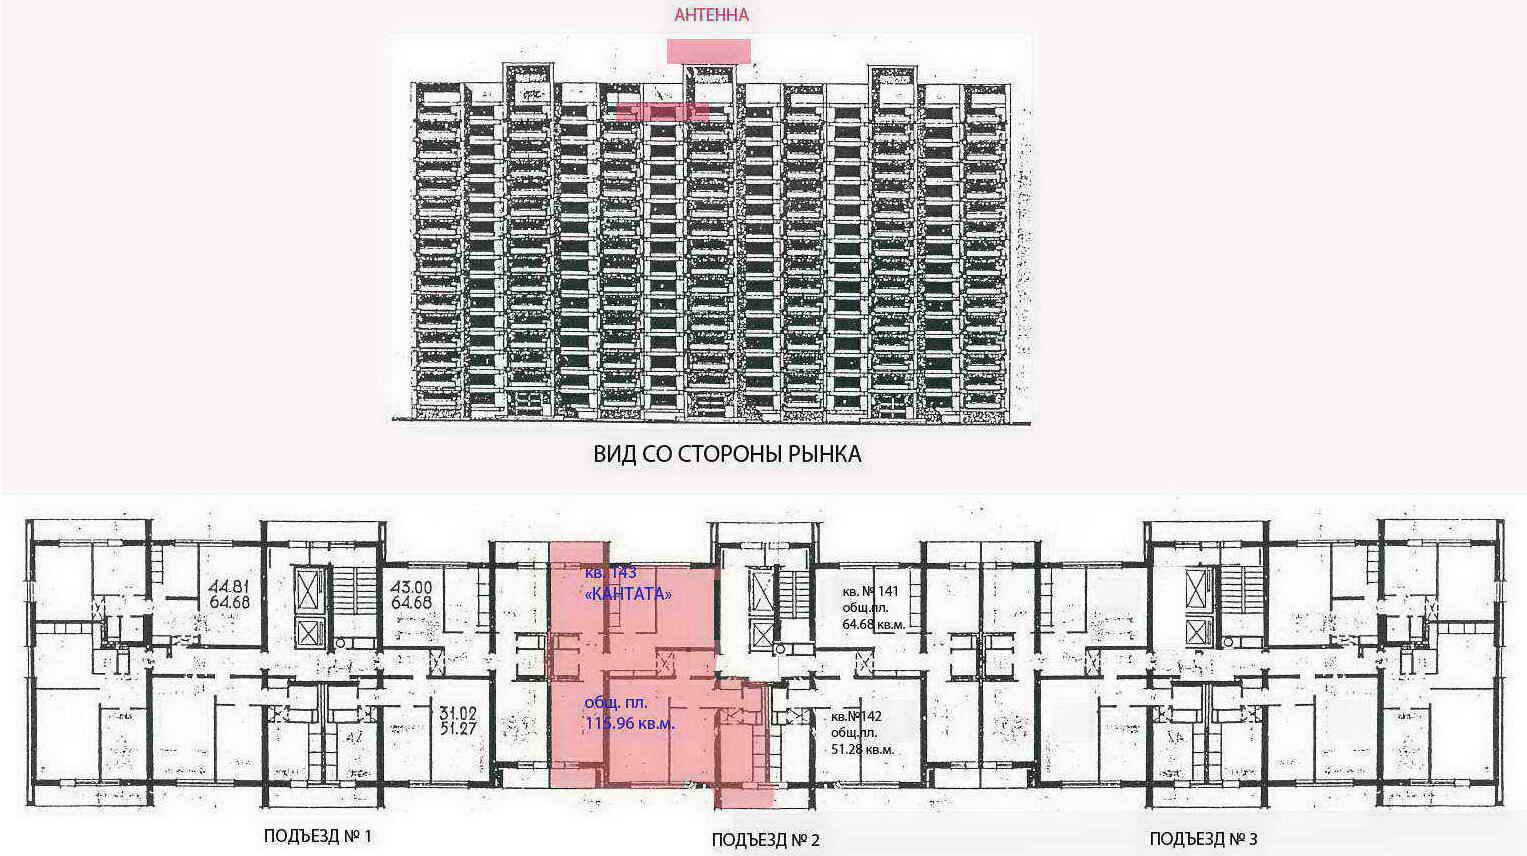 АНТЕННА
ВИД СО СТОРОНЫ РЫНКА
44.81
64.68
43.00
64.68
кв. 143
«КАНТАТА»
кв. № 141
общ.пл.
64.68 кв.м.
31.02
51.27
общ. пл.
115.96 кв.м.
кв.№142
общ.пл.
51.28 кв.м.
ПОДЪЕЗД № 1
ПОДЪЕЗД № 2
ПОДЪЕЗД № 3